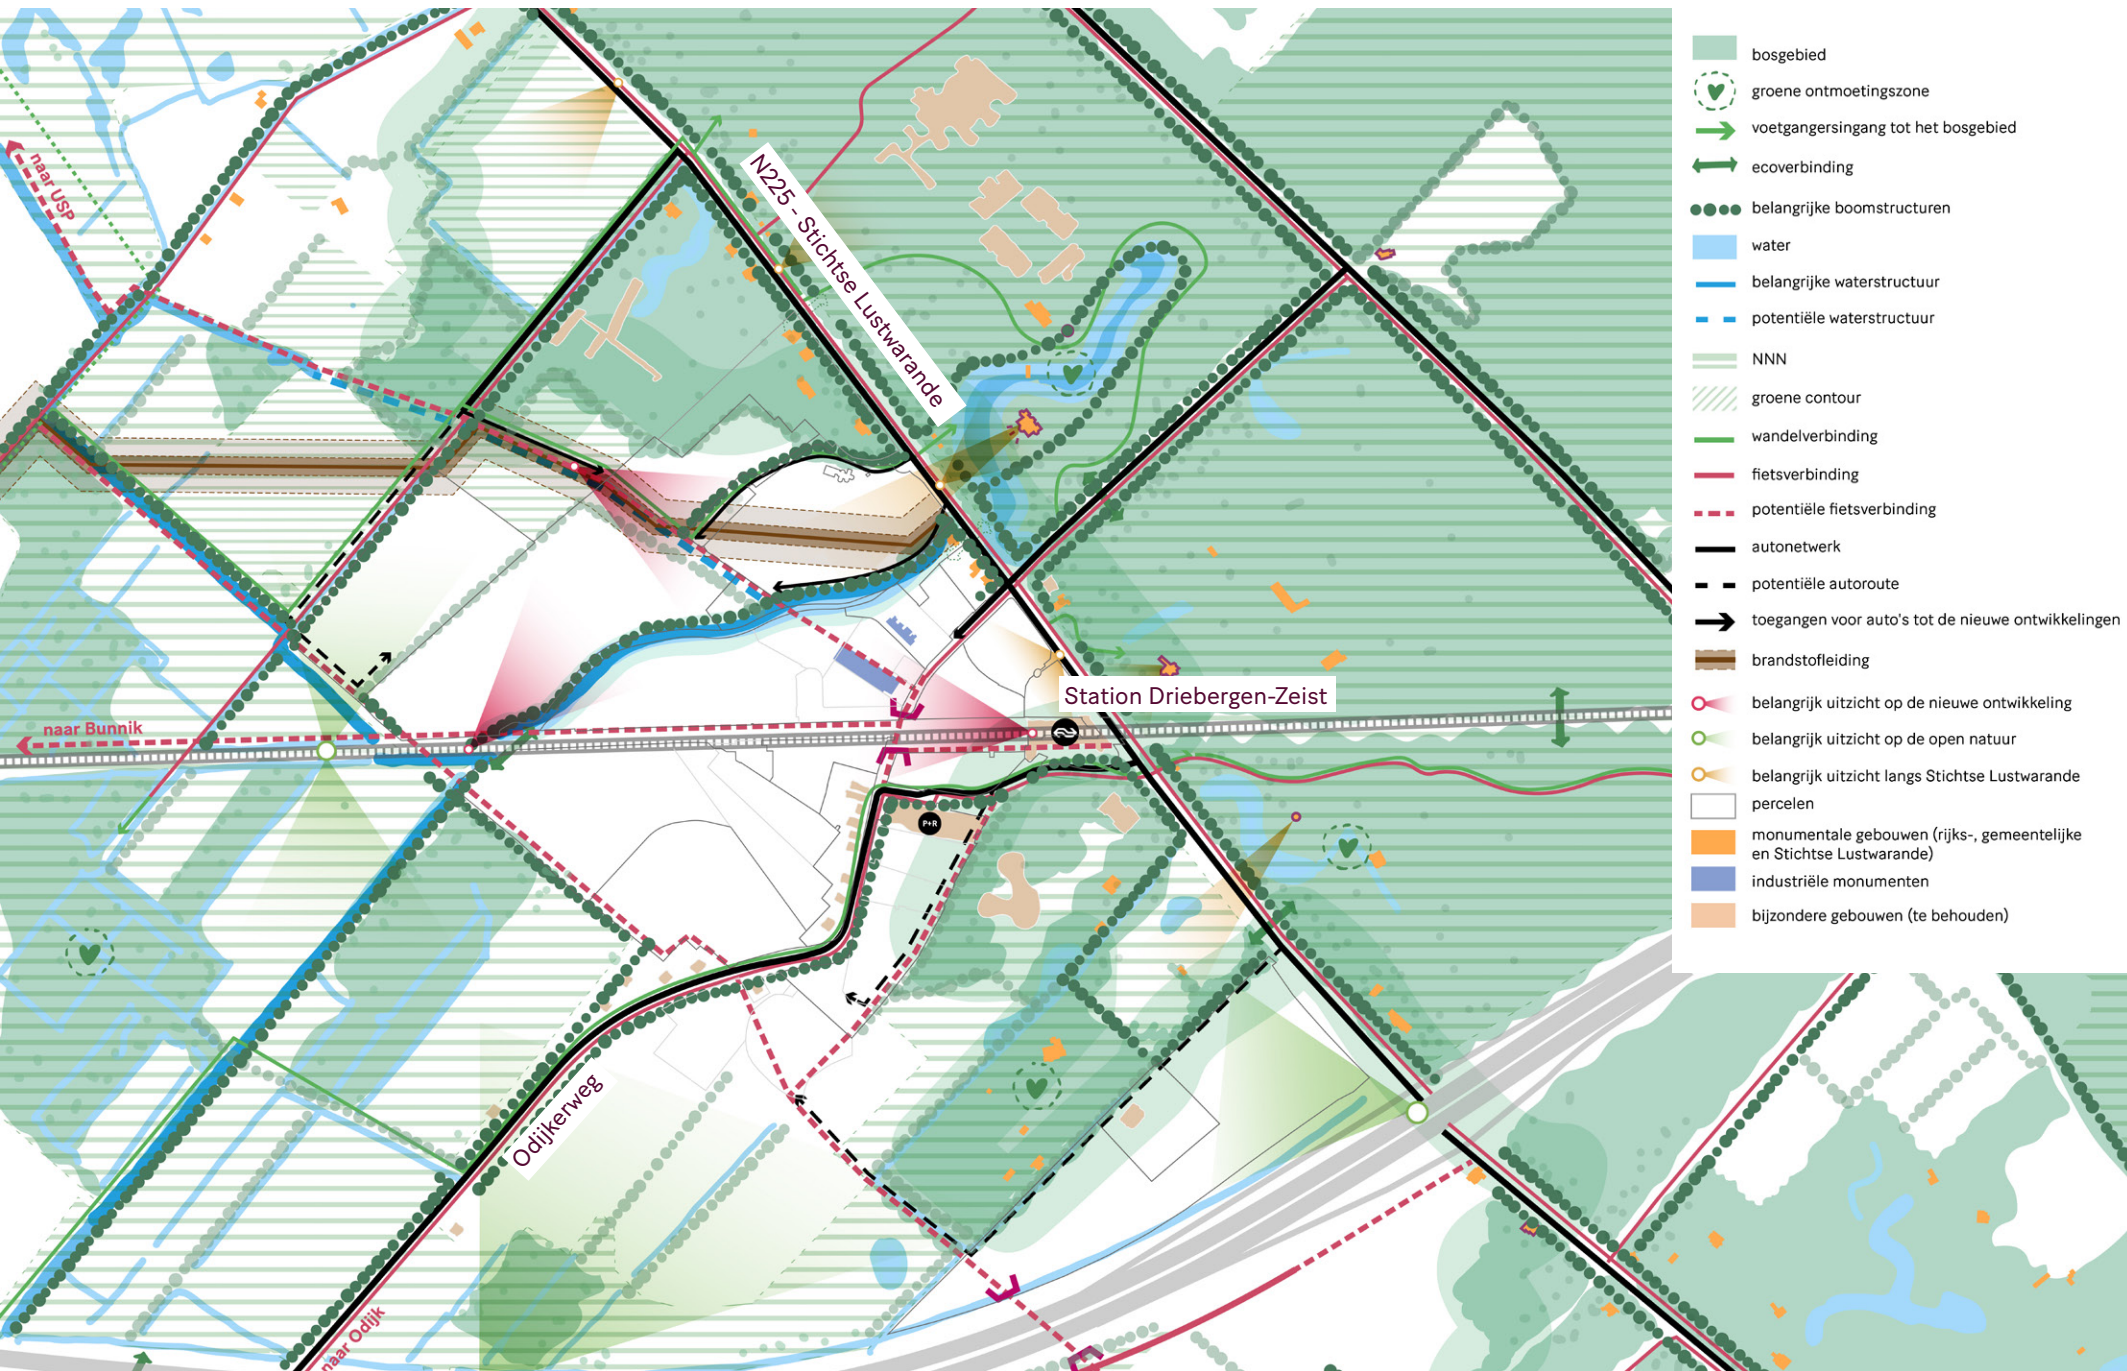 naar USP
N225 - Stichtse Lustwarande
Station Driebergen-Zeist
naar Bunnik
P+R
Odijkerweg
naar Odijk
bosgebied
groene ontmoetingszone
voetgangersingang tot het bosgebied
ecoverbinding
belangrijke boomstructuren
water
belangrijke waterstructuur
potentiële waterstructuur
NNN
groene contour
wandelverbinding
fietsverbinding
potentiële fietsverbinding
autonetwerk
potentiële autoroute
toegangen voor auto's tot de nieuwe ontwikkelingen
brandstofleiding
belangrijk uitzicht op de nieuwe ontwikkeling
belangrijk uitzicht op de open natuur
belangrijk uitzicht langs Stichtse Lustwarande
percelen
monumentale gebouwen (rijks-, gemeentelijke
en Stichtse Lustwarande)
industriële monumenten
bijzondere gebouwen (te behouden)